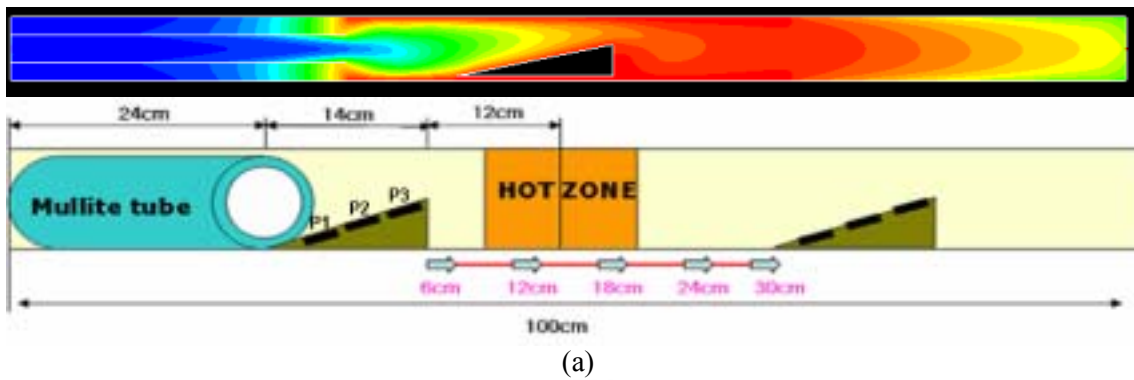 24cm 14cm 12cm
Mullite tube P1 P2 P3 HOT ZONE
6cm 12cm 18cm 24cm 30cm
100cm
(a)